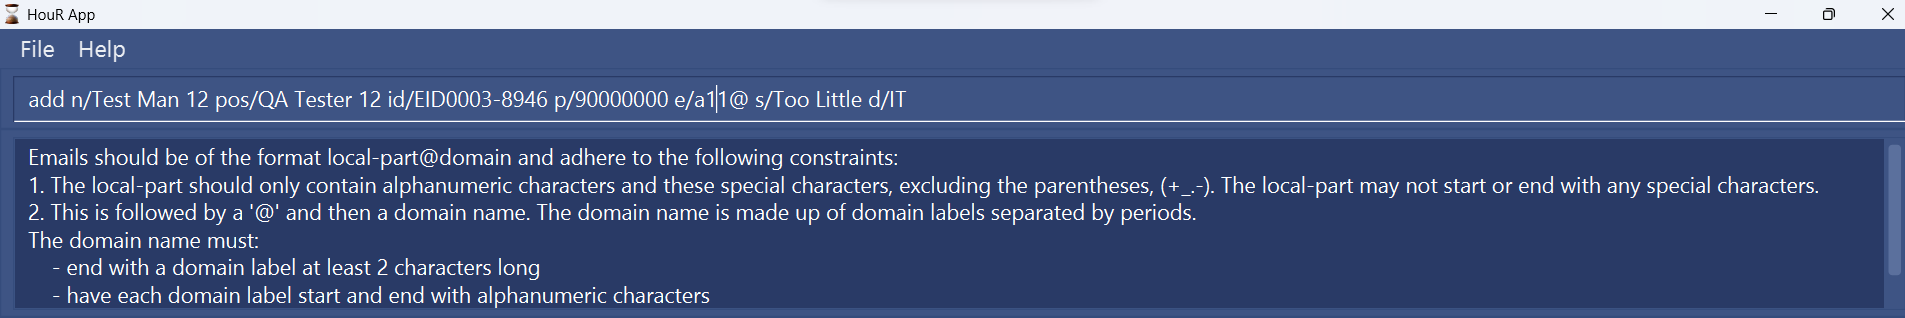 HouR App
File Help
add n/Test Man 12 pos/QA Tester 12 id/EID0003-8946 p/90000000 e/a11@ s/Too Little d/IT
Emails should be of the format local-part@domain and adhere to the following constraints:
1. The local-part should only contain alphanumeric characters and these special characters, excluding the parentheses, (+_.-). The local-part may not start or end with any special characters.
2. This is followed by a '@' and then a domain name. The domain name is made up of domain labels separated by periods.
The domain name must:
- end with a domain label at least 2 characters long
- have each domain label start and end with alphanumeric characters